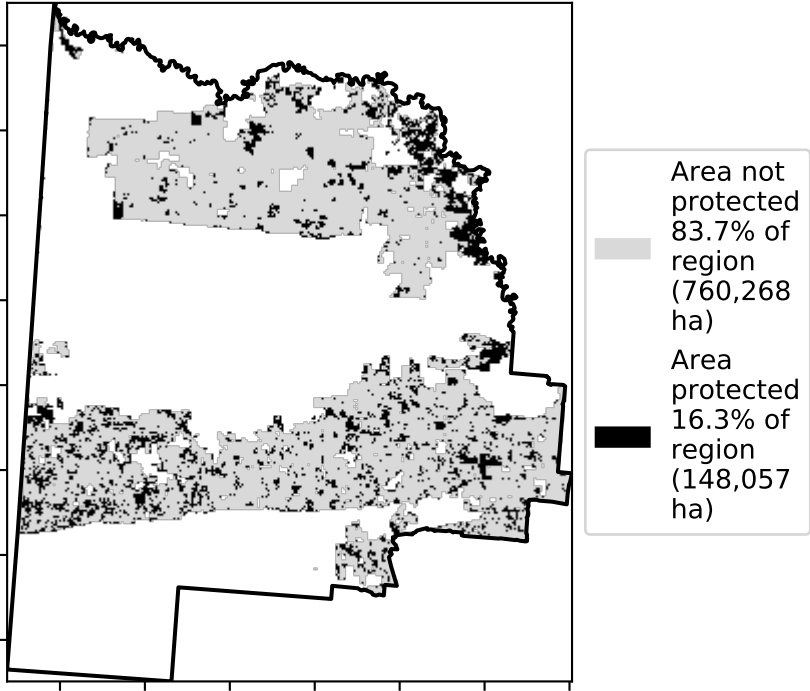 Area not
protected
83.7% of
region
(760,268
ha)
Area
protected
16.3% of
region
(148,057
ha)